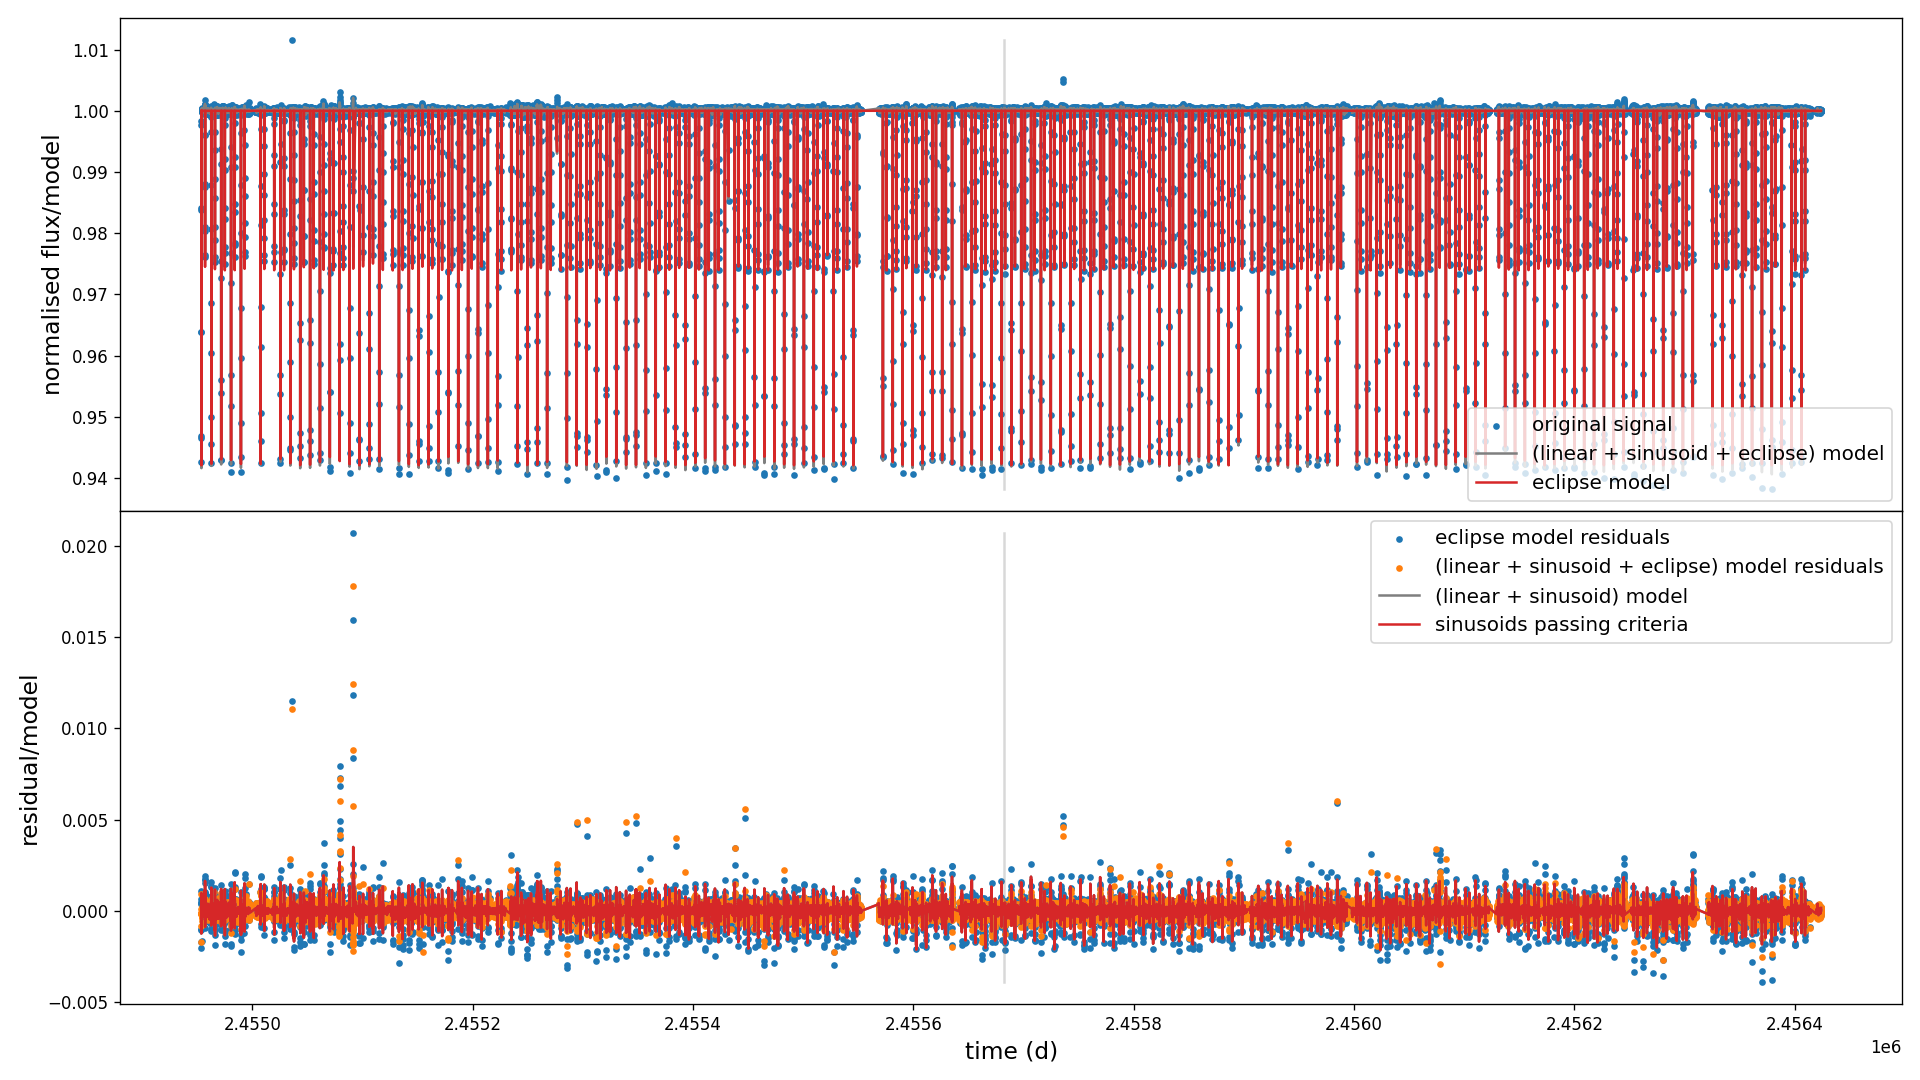 1.01
1.00
0.99
0.98
0.97
0.96
0.95
0.94
normalised flux/model
original signal
(linear + sinusoid + eclipse) model
eclipse model
0.020
0.015
0.010
0.005
0.000
−0.005
residual/model
eclipse model residuals
(linear + sinusoid + eclipse) model residuals
(linear + sinusoid) model
sinusoids passing criteria
2.4550 2.4552 2.4554 2.4556 2.4558 2.4560 2.4562 2.4564
1e6
time (d)